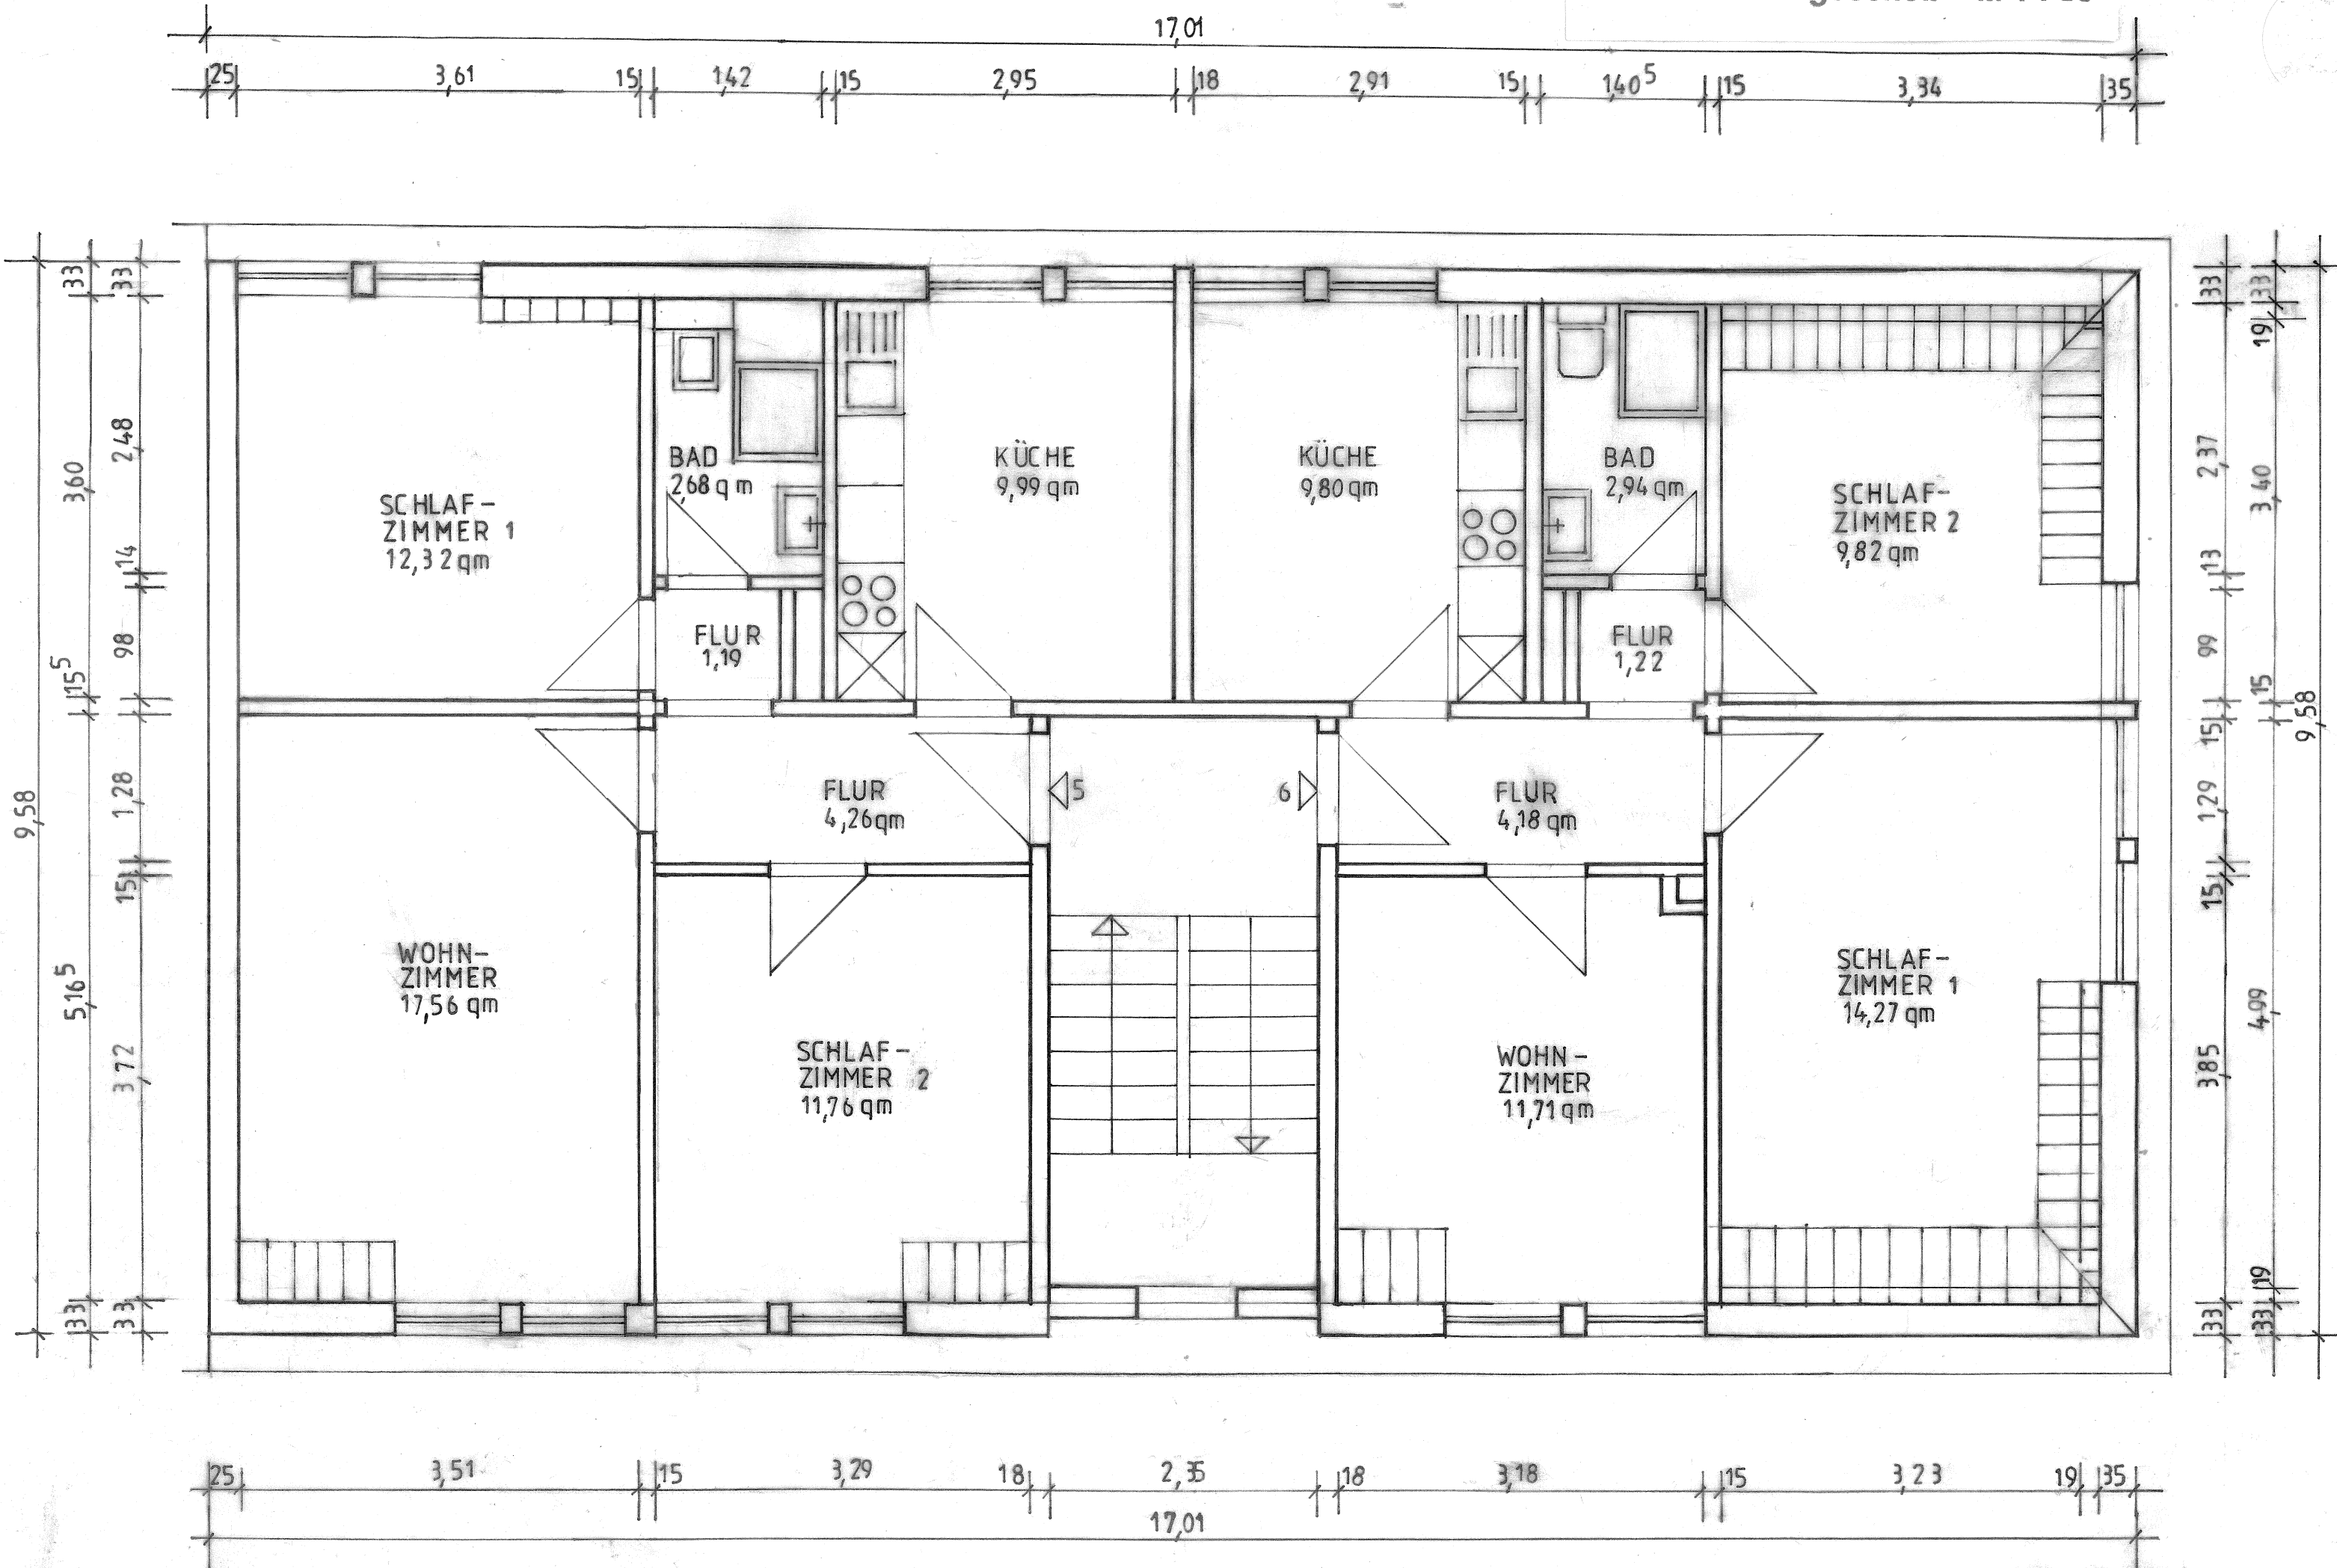 17,01
25 3,61 15 1,42 15 2,95 18 2,91 15 1,40⁵ 15 3,34 35
33
33
33
33
19
2,48
3,60
14
98
15⁵
9,58
1,28
15
5,16⁵
3,72
33
33
SCHLAF-
ZIMMER 1
12,32 qm
BAD
2,68 qm
FLUR
1,19
KÜCHE
9,99 qm
KÜCHE
9,80 qm
BAD
2,94 qm
FLUR
1,22
SCHLAF-
ZIMMER 2
9,82 qm
2,37
3,40
13
99
15
9,58
15
1,29
15
4,99
3,85
19
33
33
FLUR
4,26 qm
5
6
FLUR
4,18 qm
WOHN-
ZIMMER
17,56 qm
SCHLAF-
ZIMMER 2
11,76 qm
WOHN-
ZIMMER
11,71 qm
SCHLAF-
ZIMMER 1
14,27 qm
25 3,51 15 3,29 18 2,35 18 3,18 15 3,23 19 35
17,01